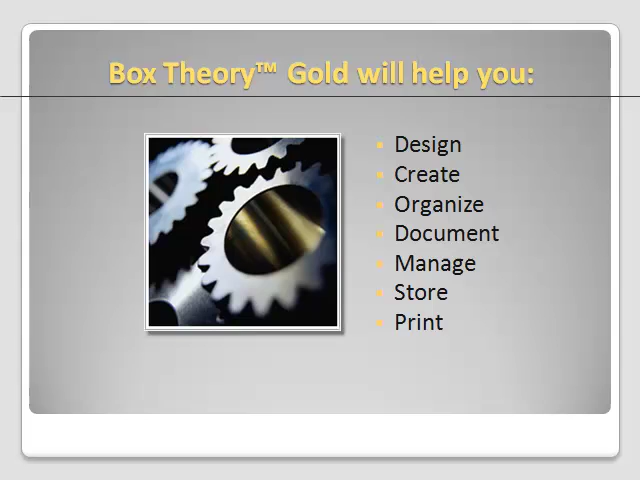 Box Theory™ Gold will help you:
Design
Create
Organize
Document
Manage
Store
Print